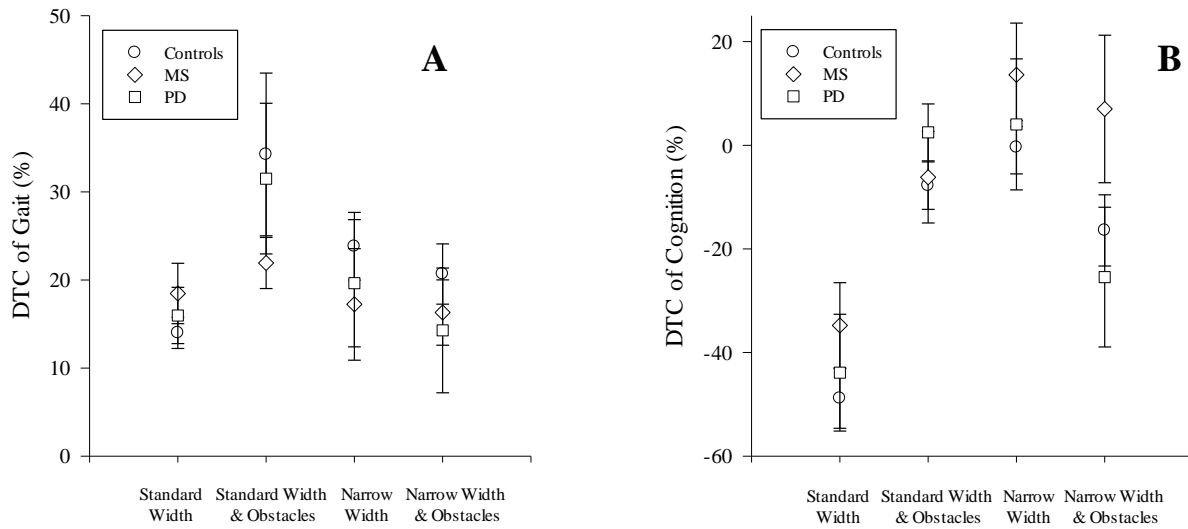 50
40
30
20
10
0
DTC of Gait (%)
Controls
MS
PD
A
Standard Width
Standard Width & Obstacles
Narrow Width
Narrow Width & Obstacles
20
0
-20
-40
-60
DTC of Cognition (%)
Controls
MS
PD
B
Standard Width
Standard Width & Obstacles
Narrow Width
Narrow Width & Obstacles